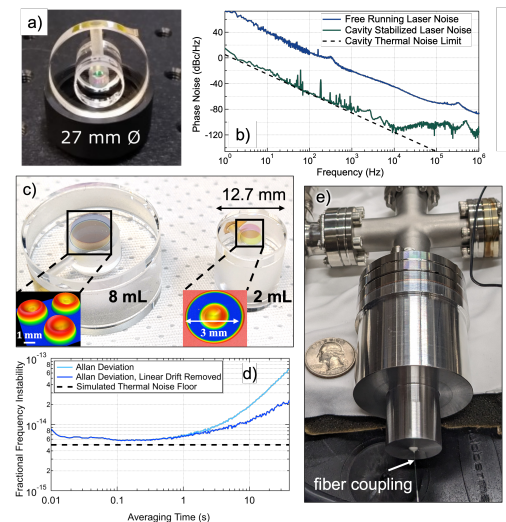 a)
27 mm Ø
Free Running Laser Noise
Cavity Stabilized Laser Noise
Cavity Thermal Noise Limit
Phase Noise (dBc/Hz)
40
0
-40
-80
-120
b)
10⁰ 10¹ 10² 10³ 10⁴ 10⁵ 10⁶
Frequency (Hz)
c)
12.7 mm
8 mL
2 mL
1 mm
3 mm
d)
Allan Deviation
Allan Deviation, Linear Drift Removed
Simulated Thermal Noise Floor
Fractional Frequency Instability
10⁻¹³
8
6
4
2
10⁻¹⁴
8
6
4
2
10⁻¹⁵
0.01 0.1 1 10
Averaging Time (s)
e)
fiber coupling